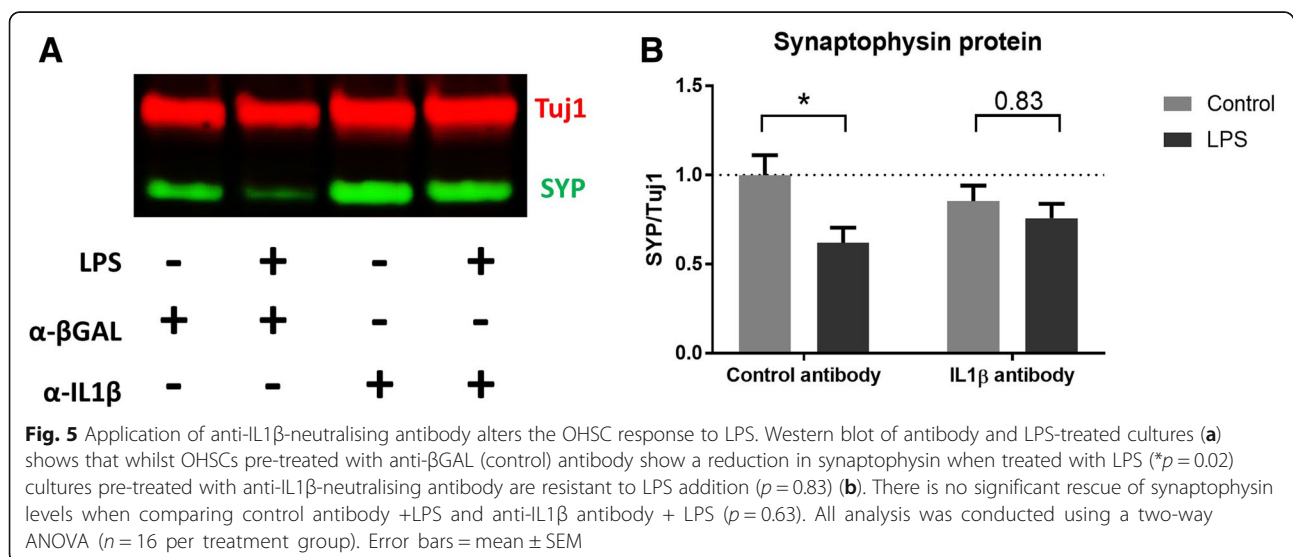 A
Tuj1
SYP
LPS - + - +
α-βGAL + + - -
α-IL1β - - + +
B
Synaptophysin protein
* 0.83
Control
LPS
SYP/Tuj1
1.5
1.0
0.5
0.0
Control antibody IL1β antibody
Fig. 5 Application of anti-IL1β-neutralising antibody alters the OHSC response to LPS. Western blot of antibody and LPS-treated cultures (a)
shows that whilst OHSCs pre-treated with anti-βGAL (control) antibody show a reduction in synaptophysin when treated with LPS (*p = 0.02)
cultures pre-treated with anti-IL1β-neutralising antibody are resistant to LPS addition (p = 0.83) (b). There is no significant rescue of synaptophysin
levels when comparing control antibody +LPS and anti-IL1β antibody + LPS (p = 0.63). All analysis was conducted using a two-way
ANOVA (n = 16 per treatment group). Error bars = mean ± SEM